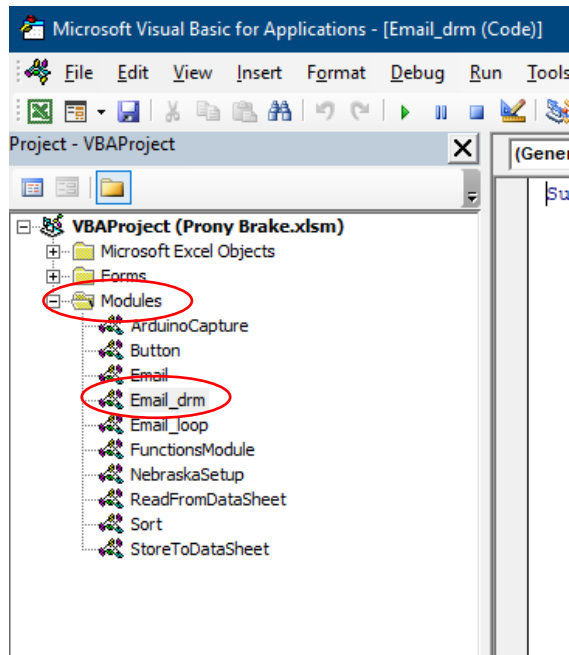 Microsoft Visual Basic for Applications - [Email_drm (Code)]
File Edit View Insert Format Debug Run Tools
Project - VBAProject
(Gener
Su
VBAProject (Prony Brake.xlsm)
Microsoft Excel Objects
Forms
Modules
ArduinoCapture
Button
Email
Email_drm
Email_loop
FunctionsModule
NebraskaSetup
ReadFromDataSheet
Sort
StoreToDataSheet